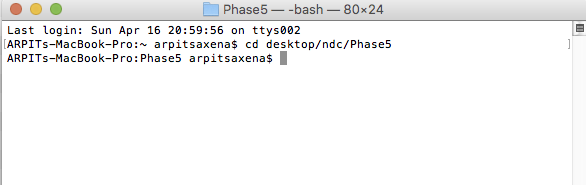 Phase5 — -bash — 80×24
Last login: Sun Apr 16 20:59:56 on ttys002
[ARPITs-MacBook-Pro:~ arpitsaxena$ cd desktop/ndc/Phase5 ]
ARPITs-MacBook-Pro:Phase5 arpitsaxena$